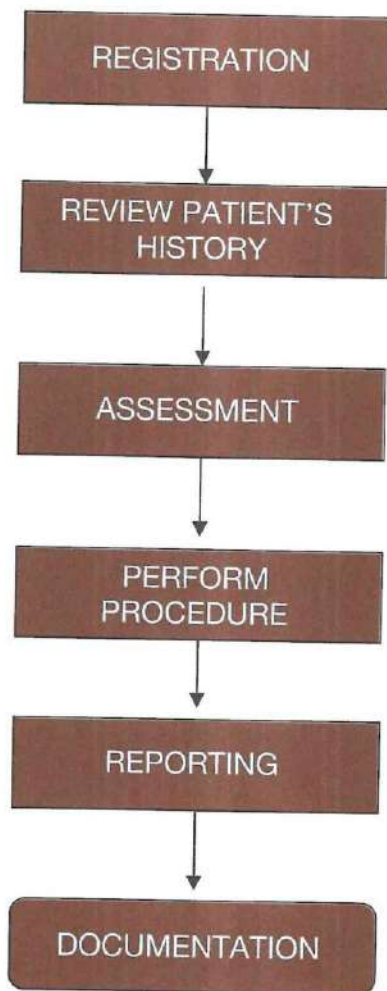 REGISTRATION
REVIEW PATIENT'S
HISTORY
ASSESSMENT
PERFORM
PROCEDURE
REPORTING
DOCUMENTATION